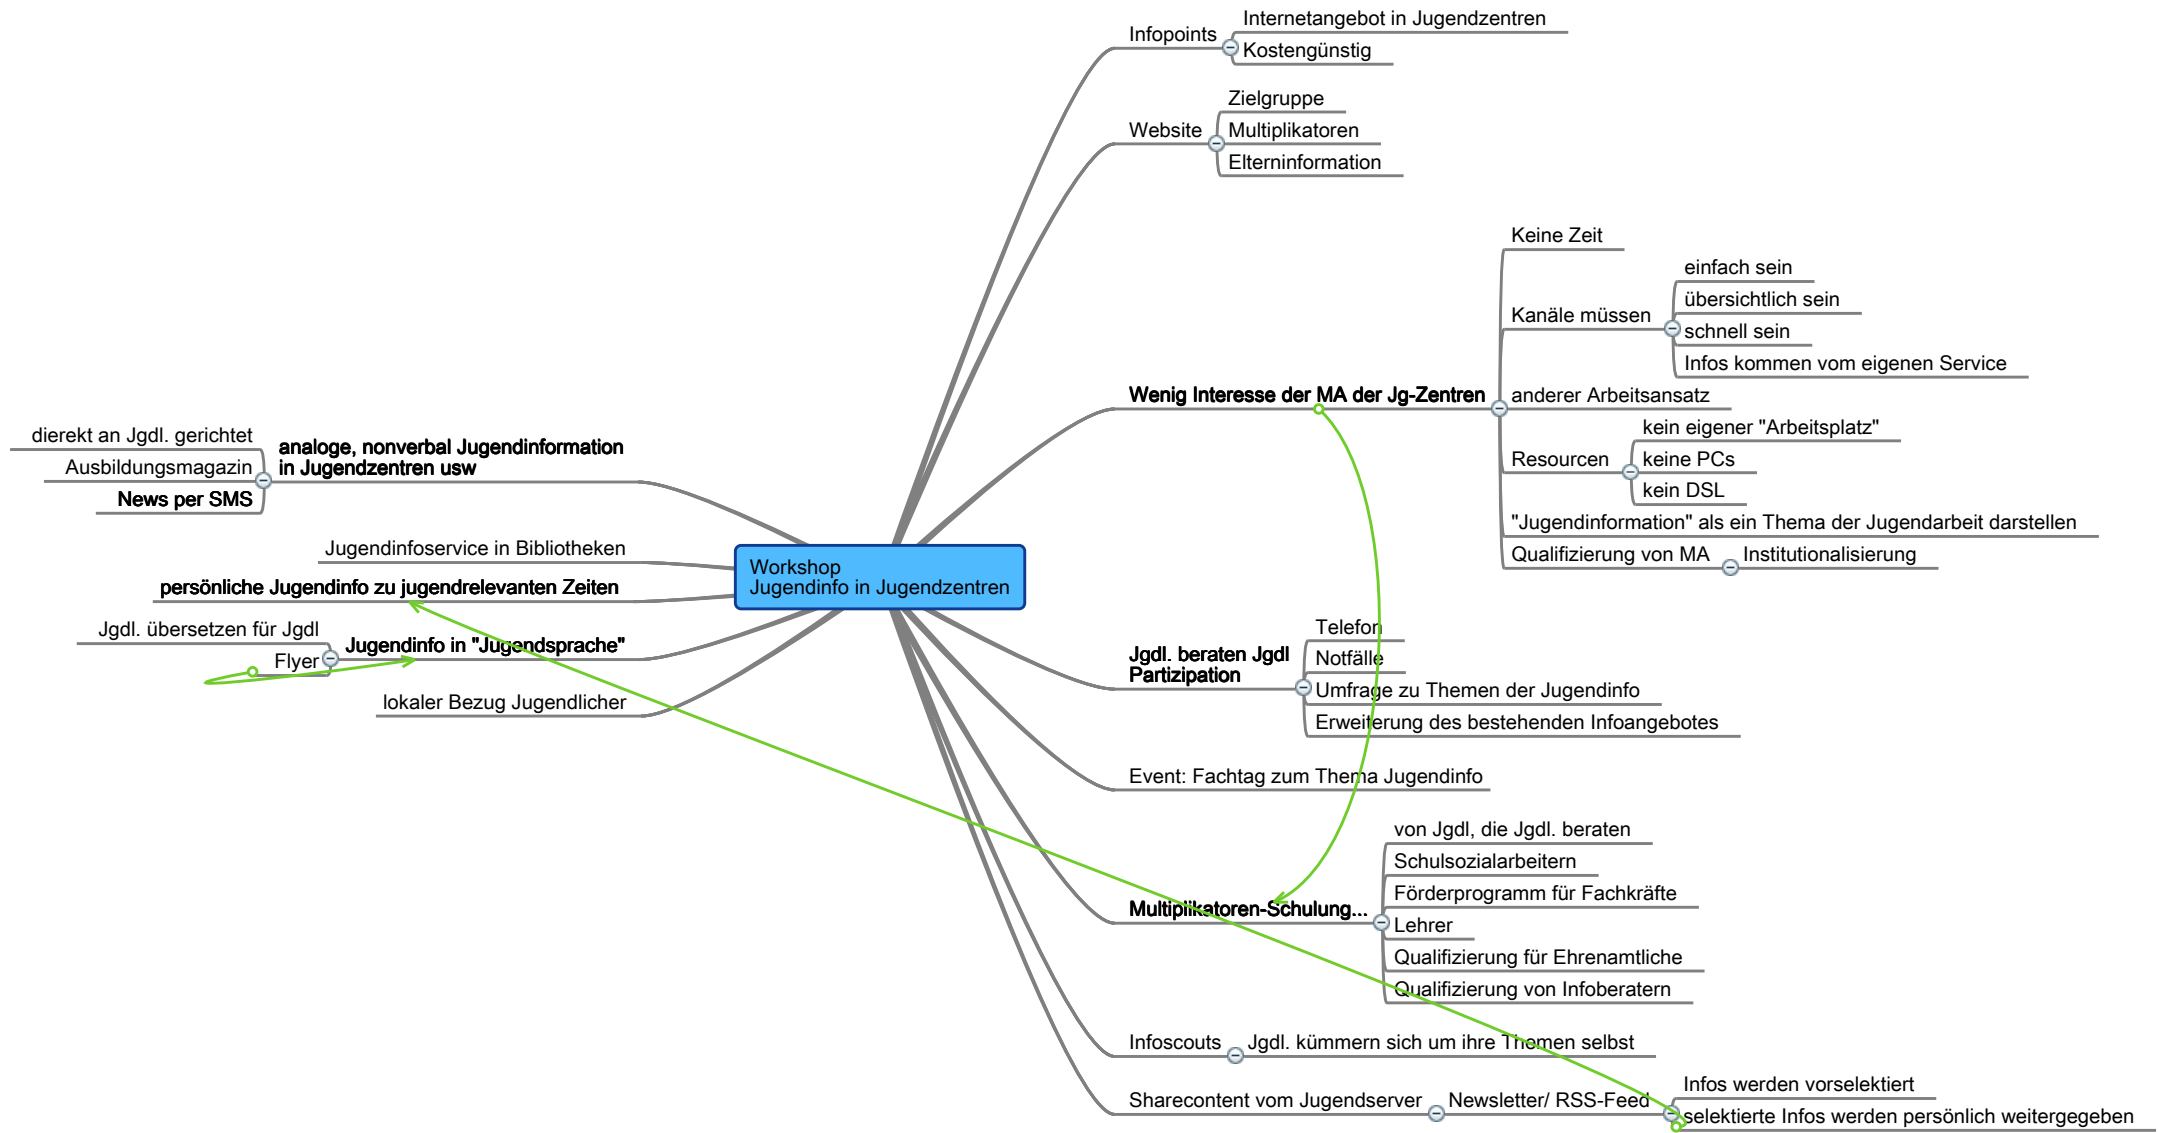 Workshop
Jugendinfo in Jugendzentren
Infopoints
Internetangebot in Jugendzentren
Kostengünstig
Website
Zielgruppe
Multiplikatoren
Elterninformation
Wenig Interesse der MA der Jg-Zentren
Keine Zeit
Kanäle müssen
einfach sein
übersichtlich sein
schnell sein
Infos kommen vom eigenen Service
anderer Arbeitsansatz
Resourcen
kein eigener "Arbeitsplatz"
keine PCs
kein DSL
"Jugendinformation" als ein Thema der Jugendarbeit darstellen
Qualifizierung von MA
Institutionalisierung
Jgdl. beraten Jgdl
Partizipation
Telefon
Notfälle
Umfrage zu Themen der Jugendinfo
Erweiterung des bestehenden Infoangebotes
Event: Fachtag zum Thema Jugendinfo
Multiplikatoren-Schulung...
von Jgdl, die Jgdl. beraten
Schulsozialarbeitern
Förderprogramm für Fachkräfte
Lehrer
Qualifizierung für Ehrenamtliche
Qualifizierung von Infoberatern
Infoscouts
Jgdl. kümmern sich um ihre Themen selbst
Sharecontent vom Jugendserver
Newsletter/ RSS-Feed
Infos werden vorselektiert
selektierte Infos werden persönlich weitergegeben
analoge, nonverbal Jugendinformation
in Jugendzentren usw
dierekt an Jgdl. gerichtet
Ausbildungsmagazin
News per SMS
Jugendinfoservice in Bibliotheken
persönliche Jugendinfo zu jugendrelevanten Zeiten
Jugendinfo in "Jugendsprache"
Jgdl. übersetzen für Jgdl
Flyer
lokaler Bezug Jugendlicher